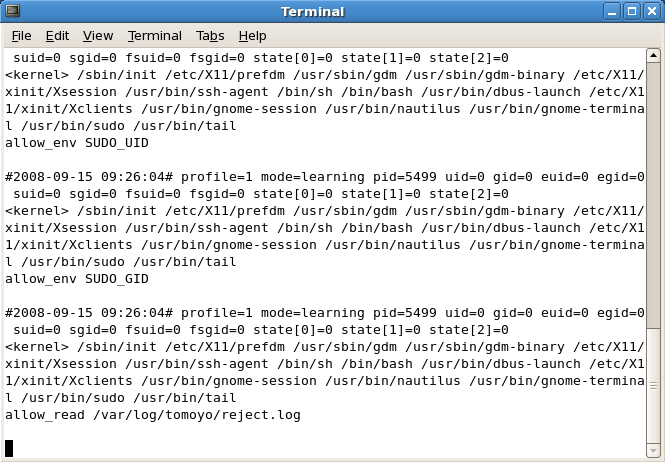 Terminal
File Edit View Terminal Tabs Help
suid=0 sgid=0 fsuid=0 fsgid=0 state[0]=0 state[1]=0 state[2]=0
<kernel> /sbin/init /etc/X11/prefdm /usr/sbin/gdm /usr/sbin/gdm-binary /etc/X11/
xinit/Xsession /usr/bin/ssh-agent /bin/sh /bin/bash /usr/bin/dbus-launch /etc/X1
1/xinit/Xclients /usr/bin/gnome-session /usr/bin/nautilus /usr/bin/gnome-termina
l /usr/bin/sudo /usr/bin/tail
allow_env SUDO_UID
#2008-09-15 09:26:04# profile=1 mode=learning pid=5499 uid=0 gid=0 euid=0 egid=0
suid=0 sgid=0 fsuid=0 fsgid=0 state[0]=0 state[1]=0 state[2]=0
<kernel> /sbin/init /etc/X11/prefdm /usr/sbin/gdm /usr/sbin/gdm-binary /etc/X11/
xinit/Xsession /usr/bin/ssh-agent /bin/sh /bin/bash /usr/bin/dbus-launch /etc/X1
1/xinit/Xclients /usr/bin/gnome-session /usr/bin/nautilus /usr/bin/gnome-termina
l /usr/bin/sudo /usr/bin/tail
allow_env SUDO_GID
#2008-09-15 09:26:04# profile=1 mode=learning pid=5499 uid=0 gid=0 euid=0 egid=0
suid=0 sgid=0 fsuid=0 fsgid=0 state[0]=0 state[1]=0 state[2]=0
<kernel> /sbin/init /etc/X11/prefdm /usr/sbin/gdm /usr/sbin/gdm-binary /etc/X11/
xinit/Xsession /usr/bin/ssh-agent /bin/sh /bin/bash /usr/bin/dbus-launch /etc/X1
1/xinit/Xclients /usr/bin/gnome-session /usr/bin/nautilus /usr/bin/gnome-termina
l /usr/bin/sudo /usr/bin/tail
allow_read /var/log/tomoyo/reject.log